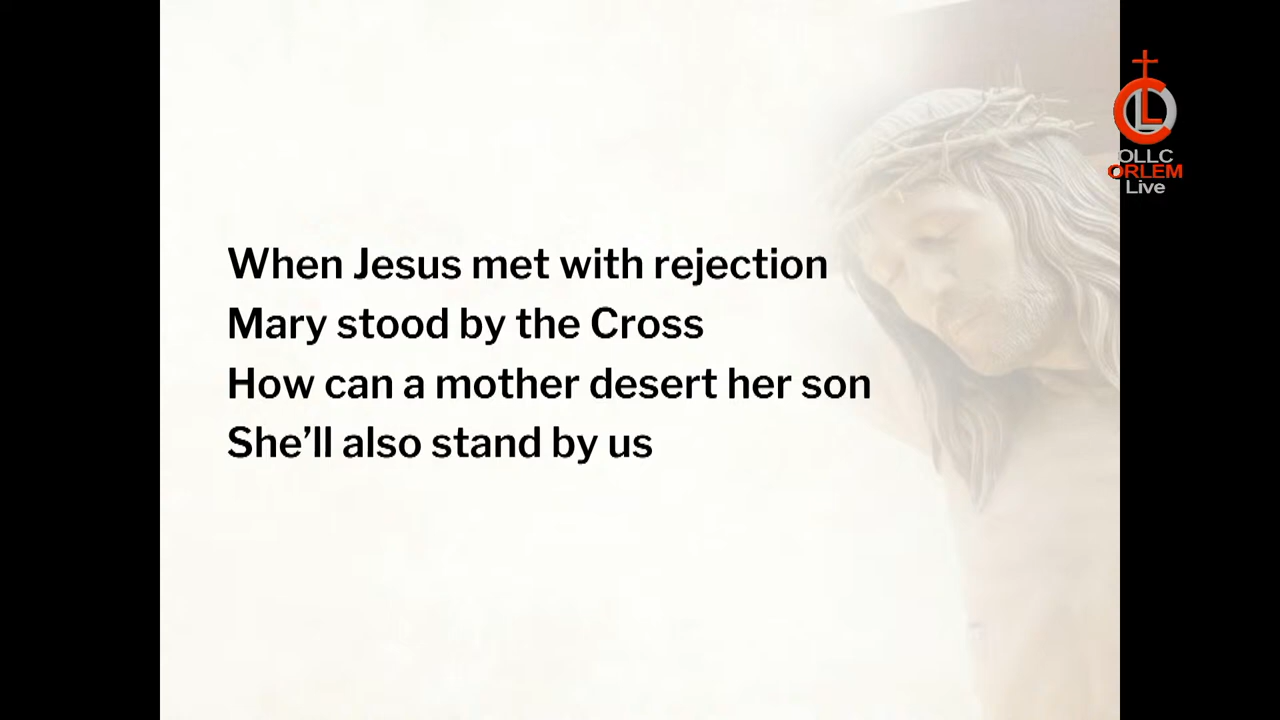 When Jesus met with rejection
Mary stood by the Cross
How can a mother desert her son
She’ll also stand by us
OLLC
ORLEM
Live